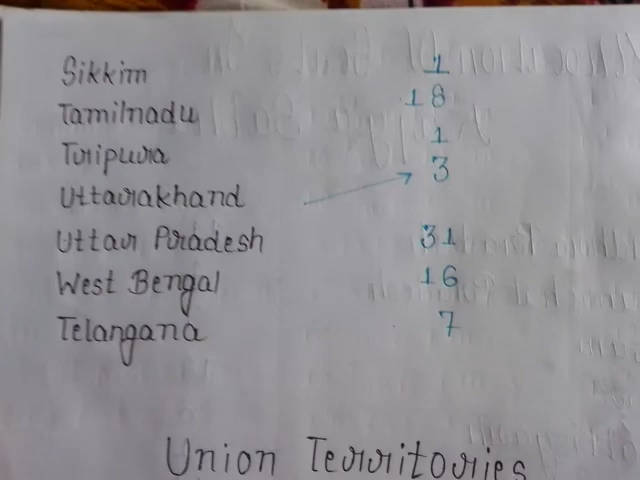 Sikkim 1
Tamilnadu 18
Tripura 1
Uttarakhand 3
Uttar Pradesh 31
West Bengal 16
Telangana 7
Union Territories